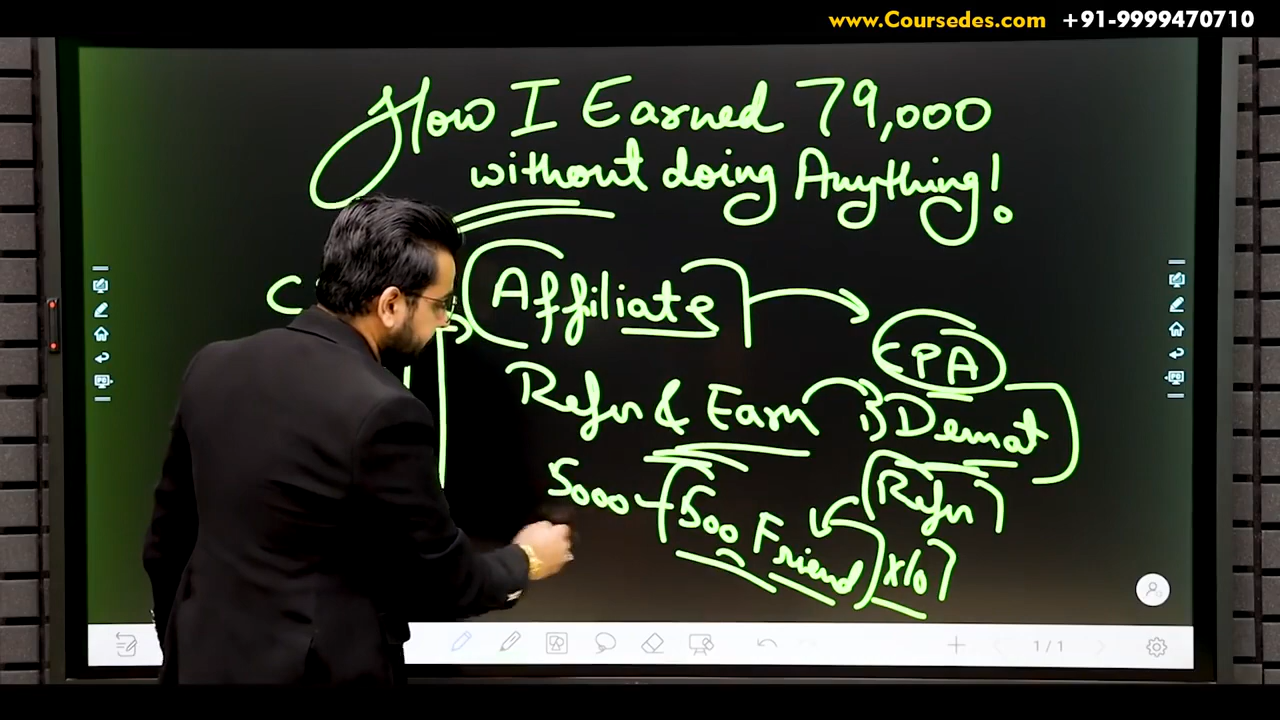 www.Coursedes.com +91-9999470710
How I Earned 79,000
without doing Anything!
C
Affiliate
CPA
Refer & Earn
Demat
5000
500 Friend
Refer
x10
1/1